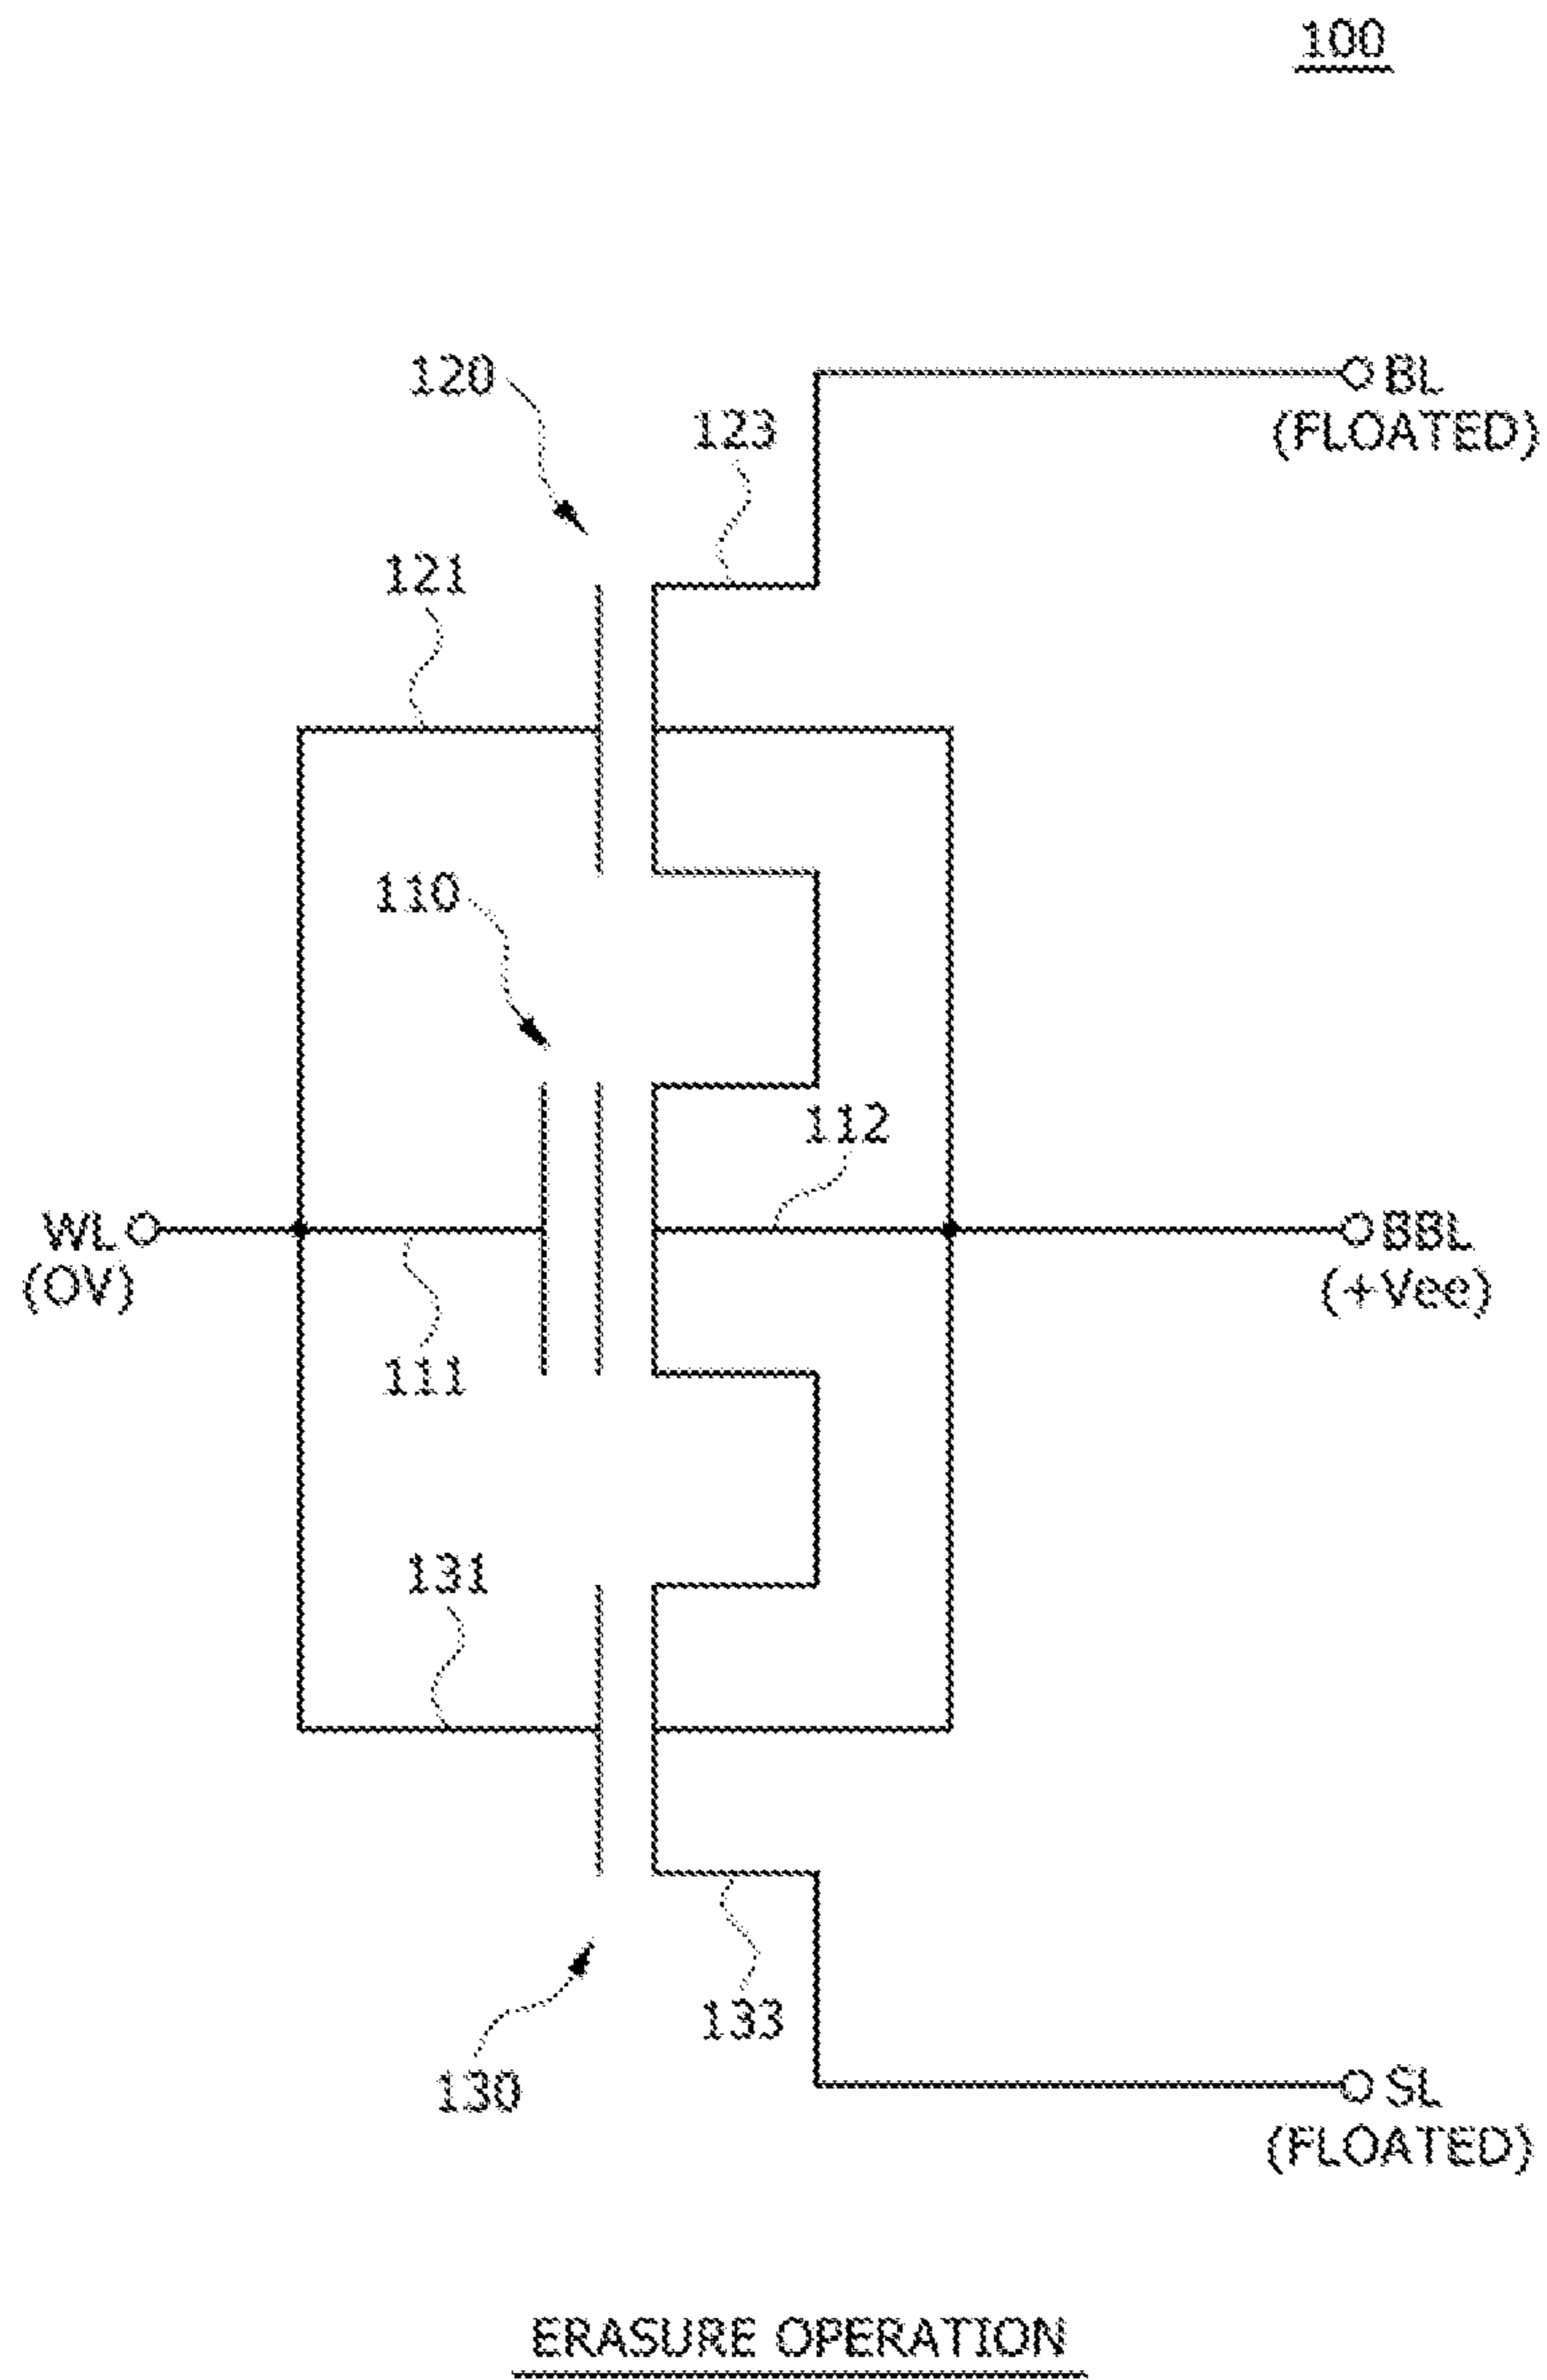 100
120
BL
(FLOATED)
123
121
110
112
WL
(0V)
BBL
(+Vee)
111
131
133
130
SL
(FLOATED)
ERASURE OPERATION